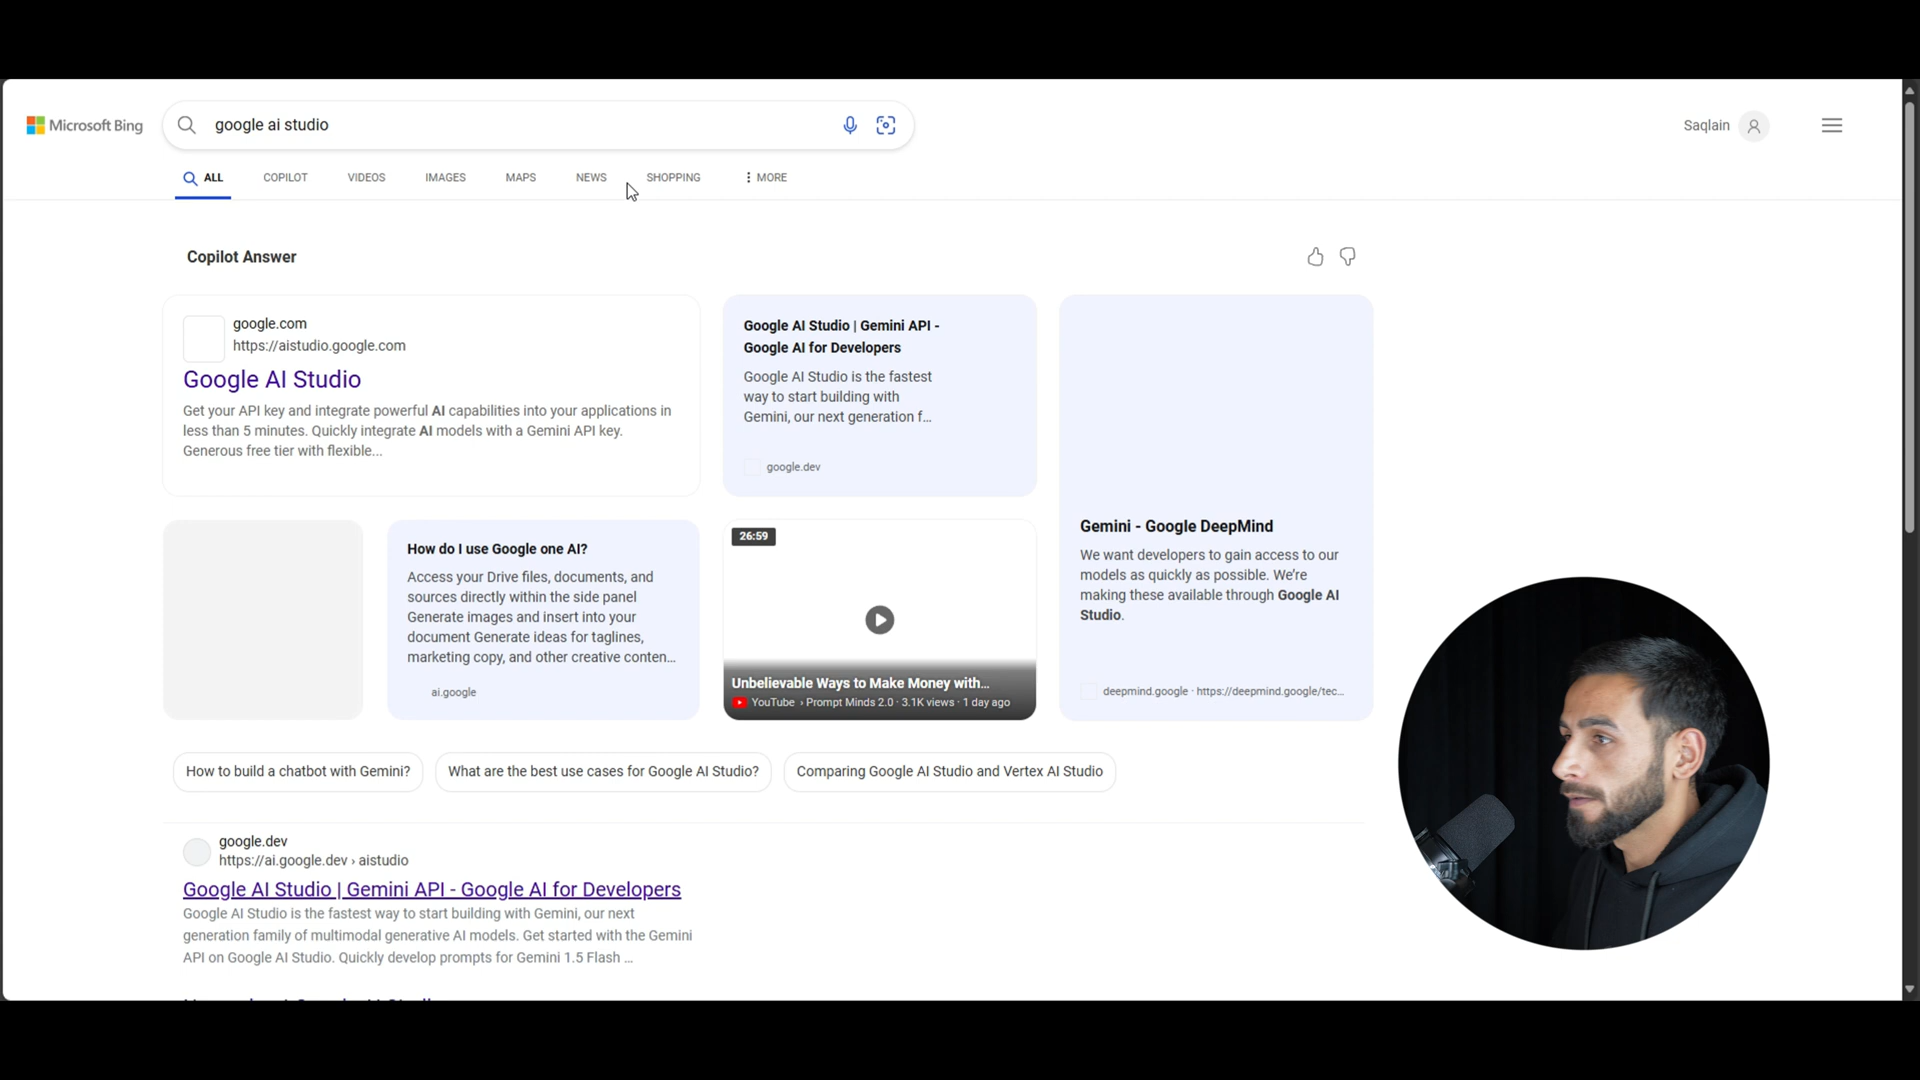 Microsoft Bing
google ai studio
Saqlain
ALL
COPILOT
VIDEOS
IMAGES
MAPS
NEWS
SHOPPING
MORE
Copilot Answer
google.com
https://aistudio.google.com
Google AI Studio
Get your API key and integrate powerful AI capabilities into your applications in
less than 5 minutes. Quickly integrate AI models with a Gemini API key.
Generous free tier with flexible...
Google AI Studio | Gemini API -
Google AI for Developers
Google AI Studio is the fastest
way to start building with
Gemini, our next generation f...
google.dev
Gemini - Google DeepMind
We want developers to gain access to our
models as quickly as possible. We're
making these available through Google AI
Studio.
deepmind.google · https://deepmind.google/tec...
How do I use Google one AI?
Access your Drive files, documents, and
sources directly within the side panel
Generate images and insert into your
document Generate ideas for taglines,
marketing copy, and other creative conten...
ai.google
26:59
Unbelievable Ways to Make Money with...
YouTube › Prompt Minds 2.0 · 3.1K views · 1 day ago
How to build a chatbot with Gemini?
What are the best use cases for Google AI Studio?
Comparing Google AI Studio and Vertex AI Studio
google.dev
https://ai.google.dev › aistudio
Google AI Studio | Gemini API - Google AI for Developers
Google AI Studio is the fastest way to start building with Gemini, our next
generation family of multimodal generative AI models. Get started with the Gemini
API on Google AI Studio. Quickly develop prompts for Gemini 1.5 Flash ...